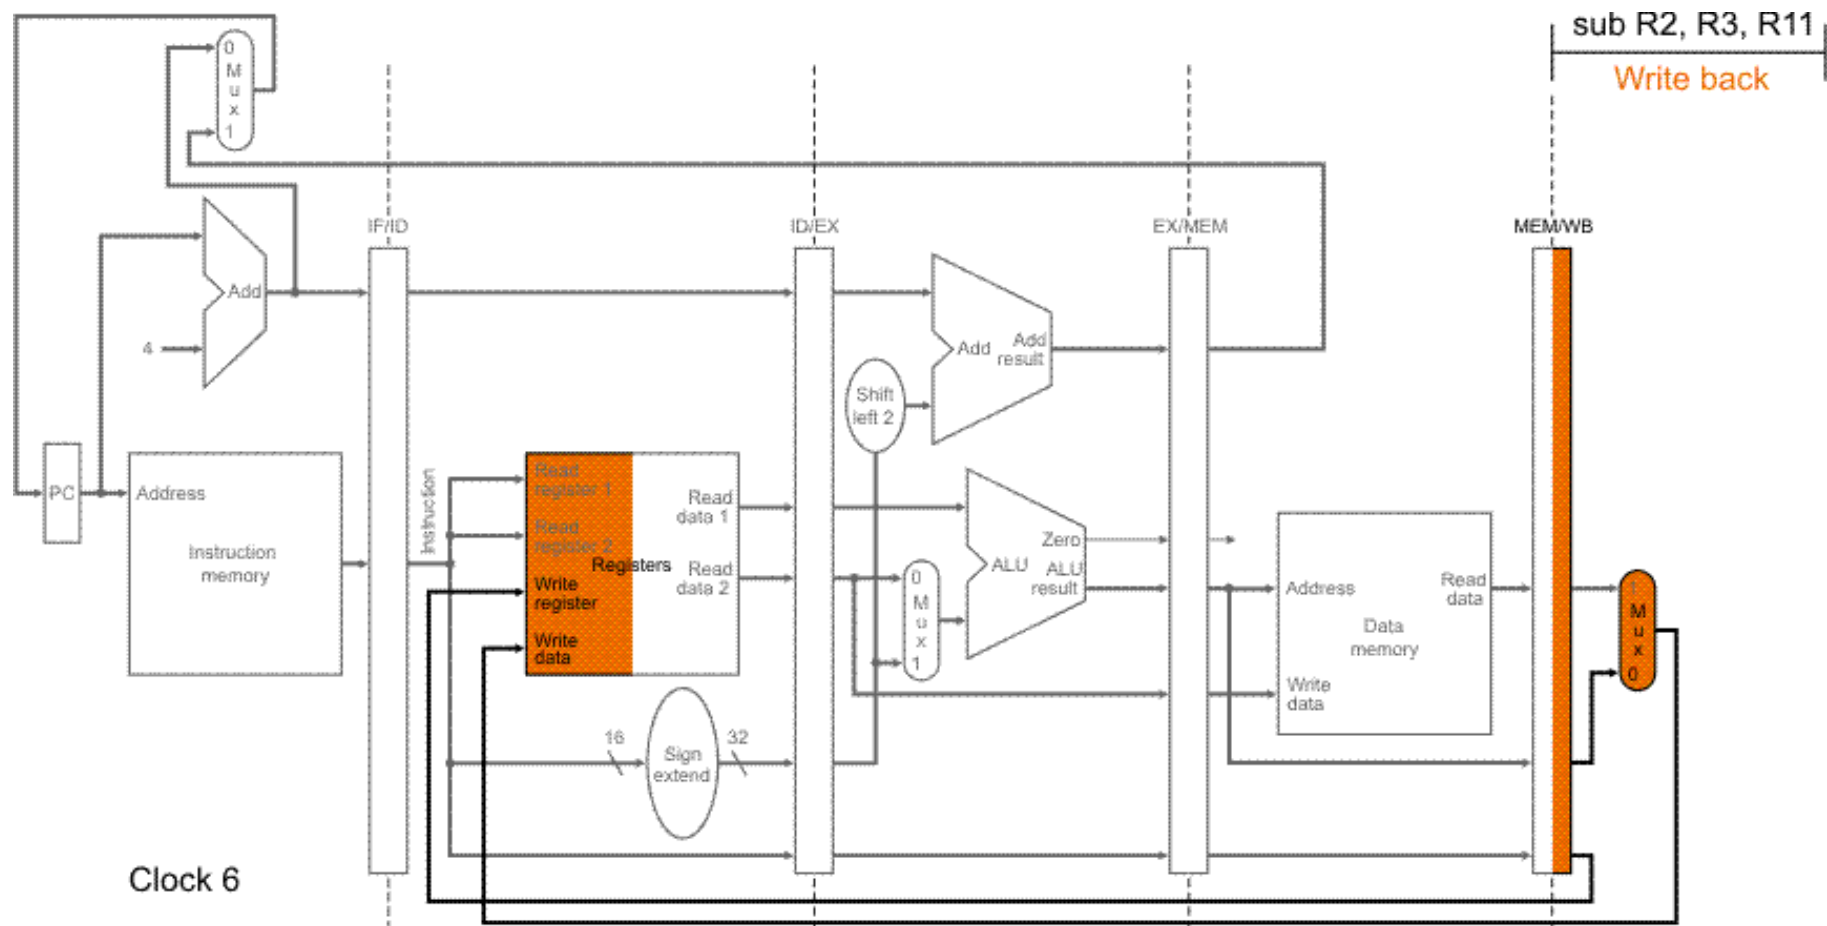 sub R2, R3, R11
Write back
0
M
u
x
1
IF/ID
ID/EX
EX/MEM
MEM/WB
Add
4
Add
Add
result
Shift
left 2
PC
Address
Instruction
memory
Instruction
Read
register 1
Read
register 2
Registers
Write
register
Write
data
Read
data 1
Read
data 2
0
M
u
x
1
Zero
ALU
ALU
result
Address
Read
data
Data
memory
Write
data
1
M
u
x
0
16
Sign
extend
32
Clock 6